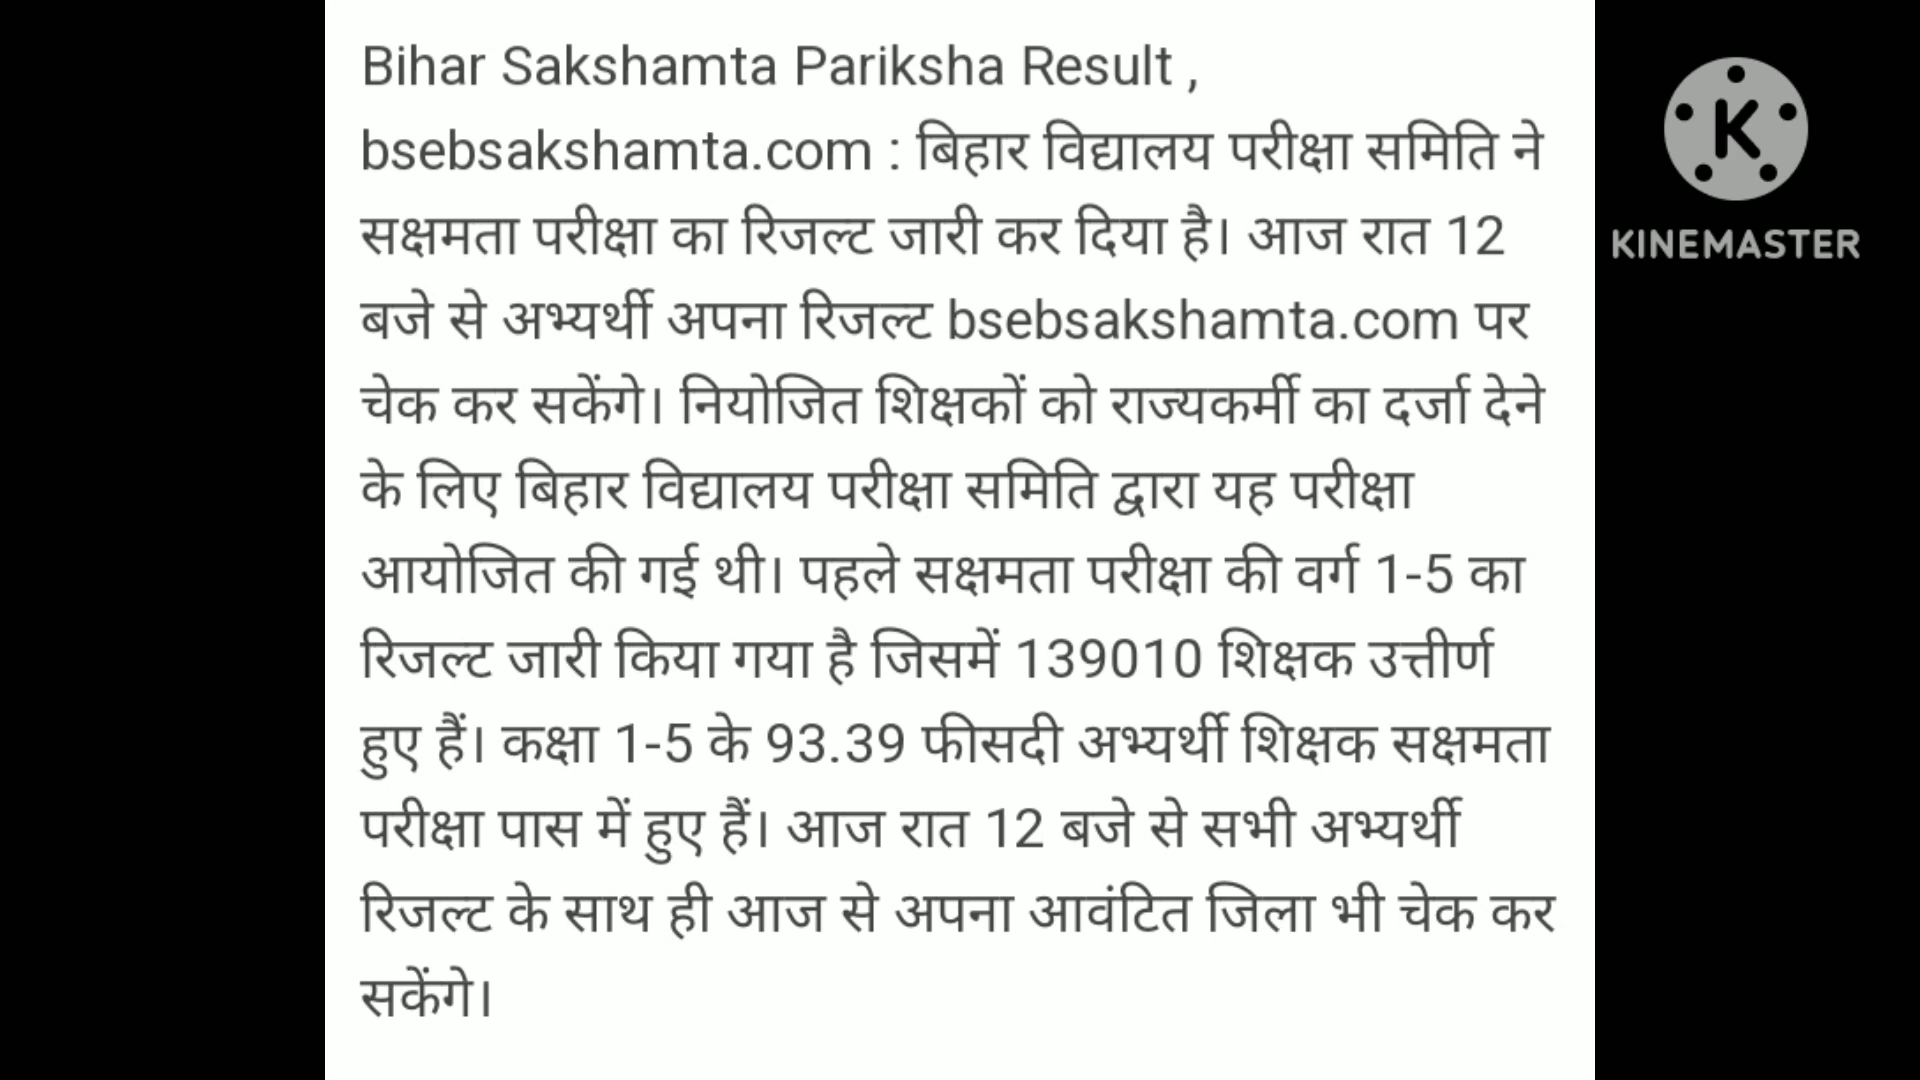 Bihar Sakshamta Pariksha Result ,
bsebsakshamta.com : बिहार विद्यालय परीक्षा समिति ने
सक्षमता परीक्षा का रिजल्ट जारी कर दिया है। आज रात 12
बजे से अभ्यर्थी अपना रिजल्ट bsebsakshamta.com पर
चेक कर सकेंगे। नियोजित शिक्षकों को राज्यकर्मी का दर्जा देने
के लिए बिहार विद्यालय परीक्षा समिति द्वारा यह परीक्षा
आयोजित की गई थी। पहले सक्षमता परीक्षा की वर्ग 1-5 का
रिजल्ट जारी किया गया है जिसमें 139010 शिक्षक उत्तीर्ण
हुए हैं। कक्षा 1-5 के 93.39 फीसदी अभ्यर्थी शिक्षक सक्षमता
परीक्षा पास में हुए हैं। आज रात 12 बजे से सभी अभ्यर्थी
रिजल्ट के साथ ही आज से अपना आवंटित जिला भी चेक कर
सकेंगे।
K
KINEMASTER